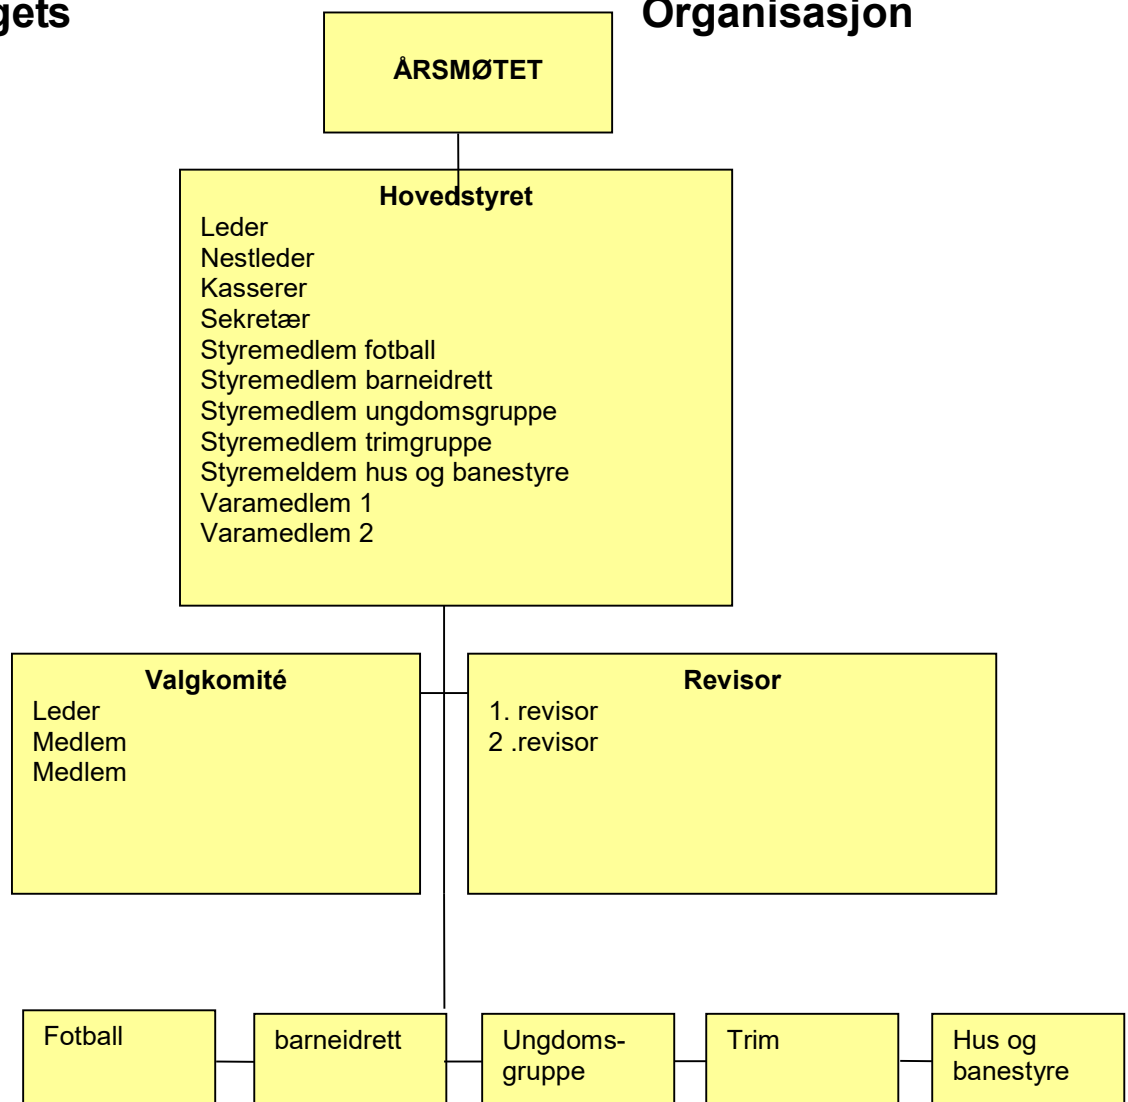 Organisasjon
ÅRSMØTET
Hovedstyret
Leder
Nestleder
Kasserer
Sekretær
Styremedlem fotball
Styremedlem barneidrett
Styremedlem ungdomsgruppe
Styremedlem trimgruppe
Styremeldem hus og banestyre
Varamedlem 1
Varamedlem 2
Valgkomité
Leder
Medlem
Medlem
Revisor
1. revisor
2 .revisor
Fotball
barneidrett
Ungdoms-
gruppe
Trim
Hus og
banestyre